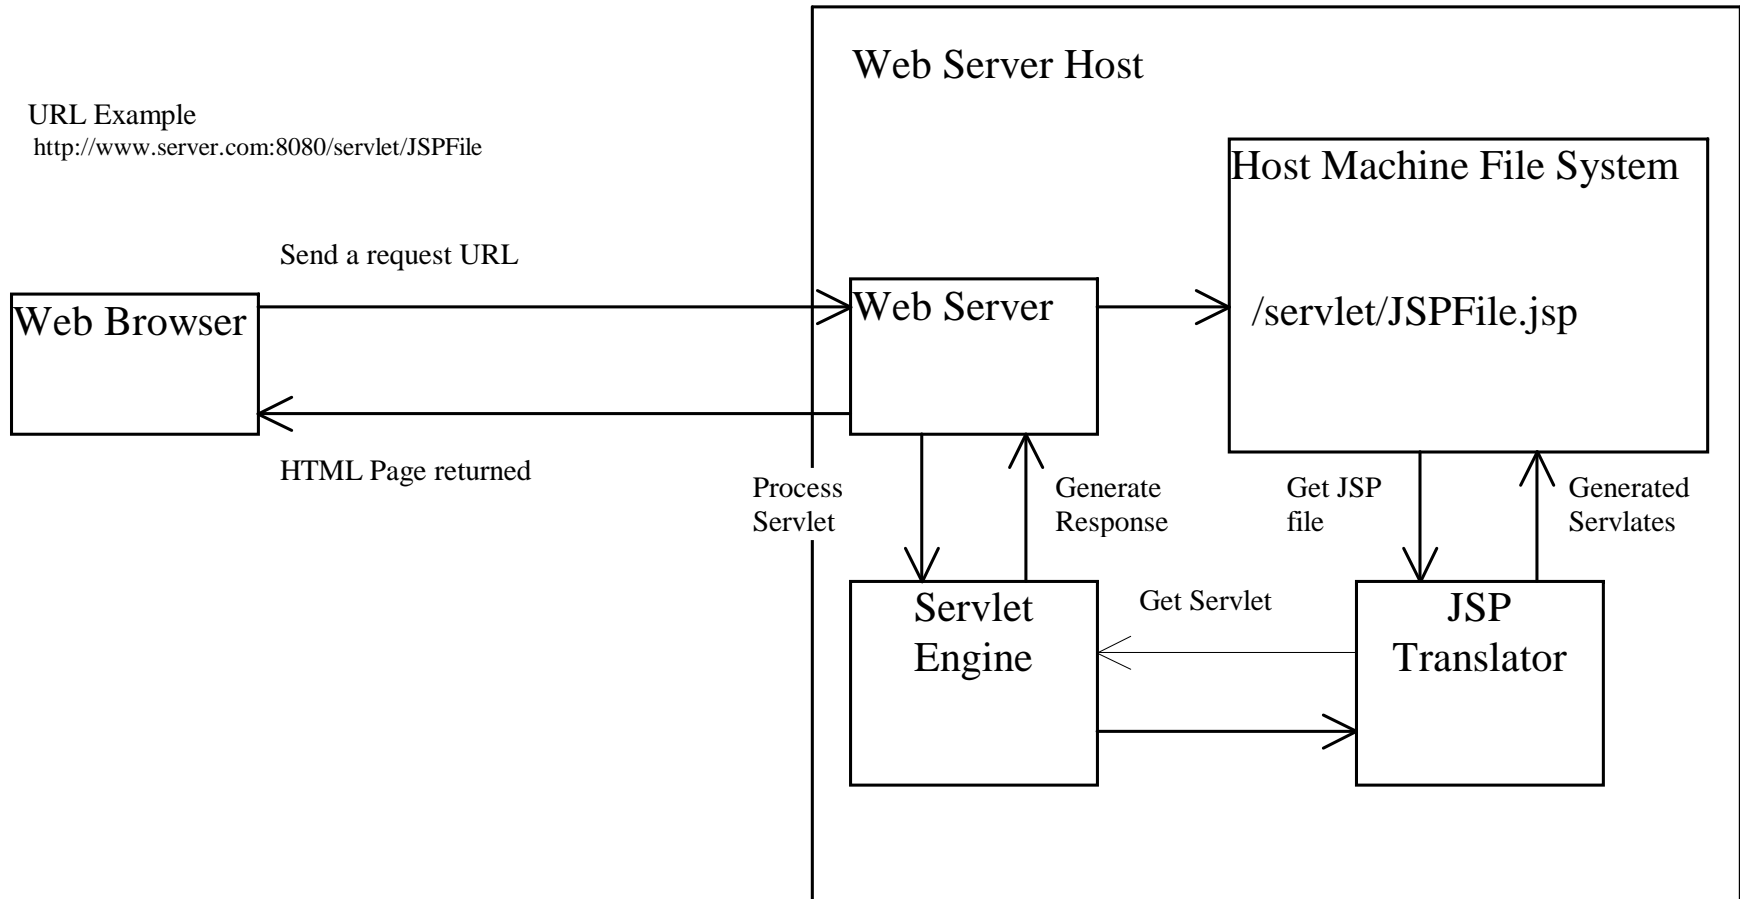 Web Server Host
URL Example
http://www.server.com:8080/servlet/JSPFile
Host Machine File System
Send a request URL
Web Browser
Web Server
/servlet/JSPFile.jsp
HTML Page returned
Process
Servlet
Generate
Response
Get JSP
file
Generated
Servlates
Servlet
Engine
Get Servlet
JSP
Translator